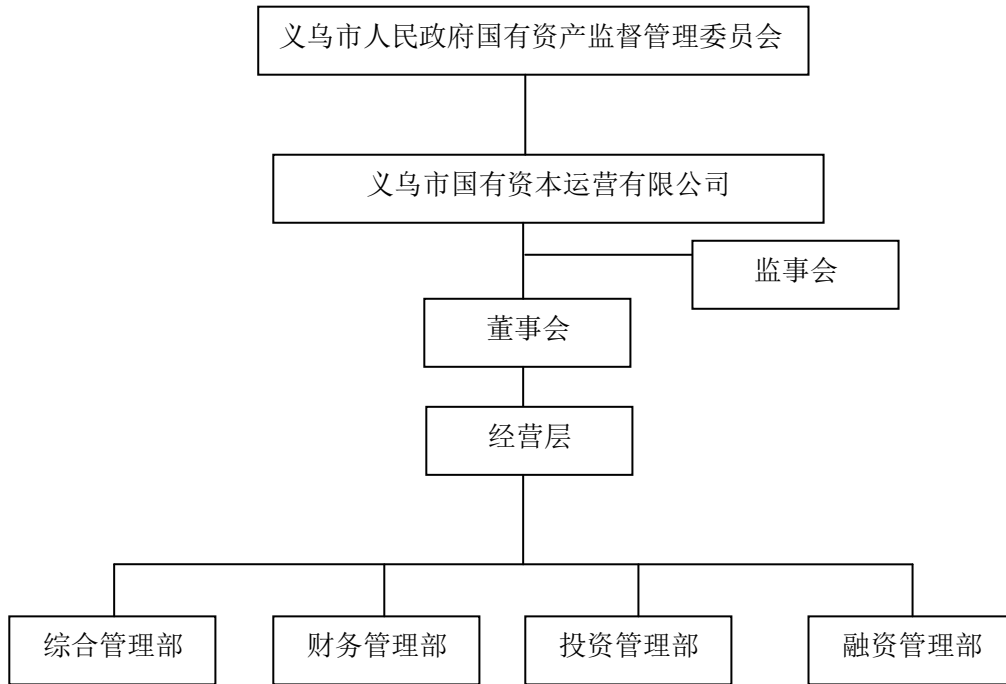 义乌市人民政府国有资产监督管理委员会
义乌市国有资本运营有限公司
监事会
董事会
经营层
综合管理部
财务管理部
投资管理部
融资管理部